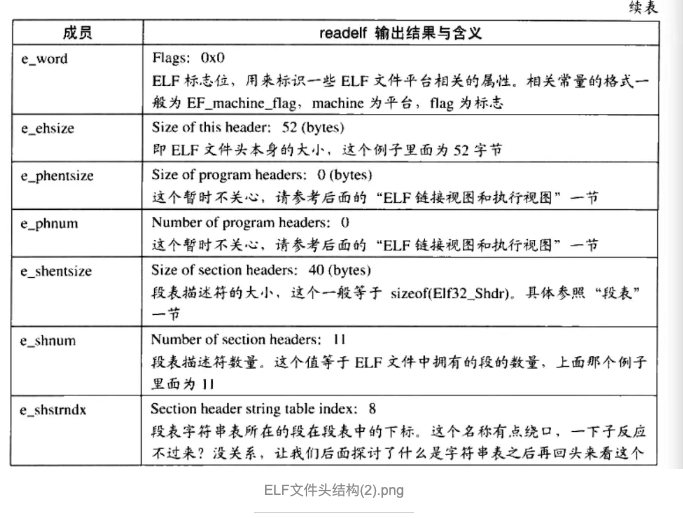 续表
成员 readelf 输出结果与含义
e_word Flags: 0x0
ELF 标志位，用来标识一些 ELF 文件平台相关的属性。相关常量的格式一
般为 EF_machine_flag，machine 为平台，flag 为标志
e_ehsize Size of this header: 52 (bytes)
即 ELF 文件头本身的大小，这个例子里面为 52 字节
e_phentsize Size of program headers: 0 (bytes)
这个暂时不关心，请参考后面的“ELF 链接视图和执行视图”一节
e_phnum Number of program headers: 0
这个暂时不关心，请参考后面的“ELF 链接视图和执行视图”一节
e_shentsize Size of section headers: 40 (bytes)
段表描述符的大小，这个一般等于 sizeof(Elf32_Shdr)。具体参照“段表”
一节
e_shnum Number of section headers: 11
段表描述符数量。这个值等于 ELF 文件中拥有的段的数量，上面那个例子
里面为 11
e_shstrndx Section header string table index: 8
段表字符串表所在的段在段表中的下标。这个名称有点绕口，一下子反应
不过来？没关系，让我们后面探讨了什么是字符串表之后再回头来看这个
ELF文件头结构(2).png